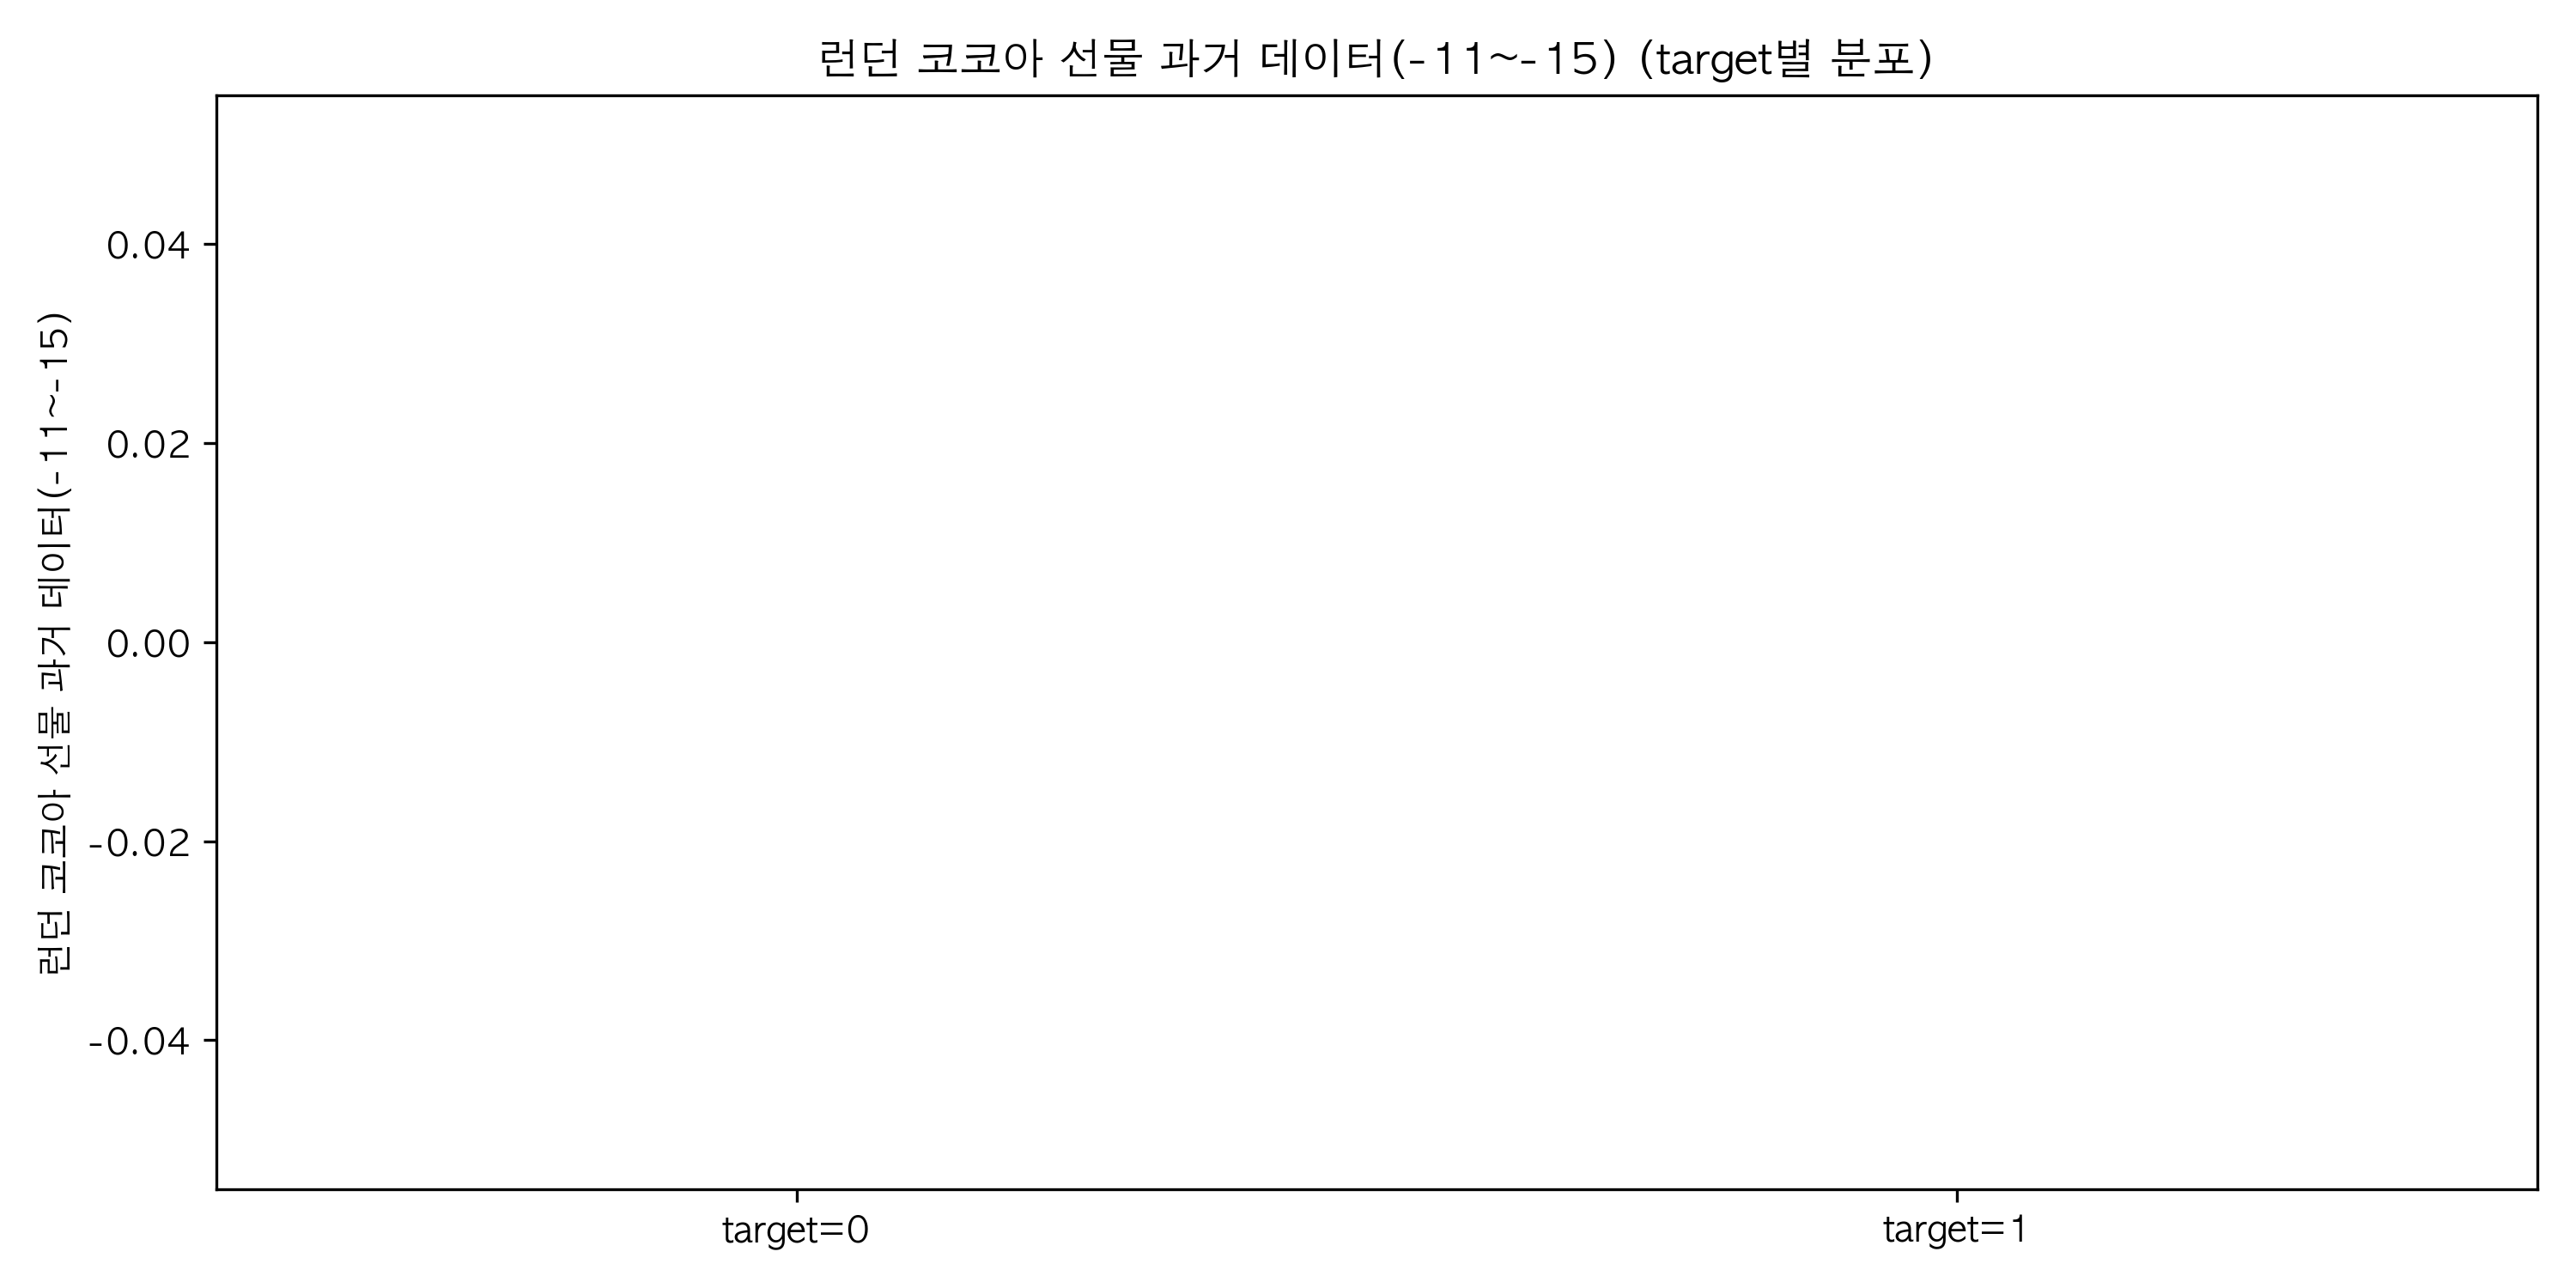 런던 코코아 선물 과거 데이터(-11~-15) (target별 분포)
런던 코코아 선물 과거 데이터(-11~-15)
0.04
0.02
0.00
-0.02
-0.04
target=0
target=1